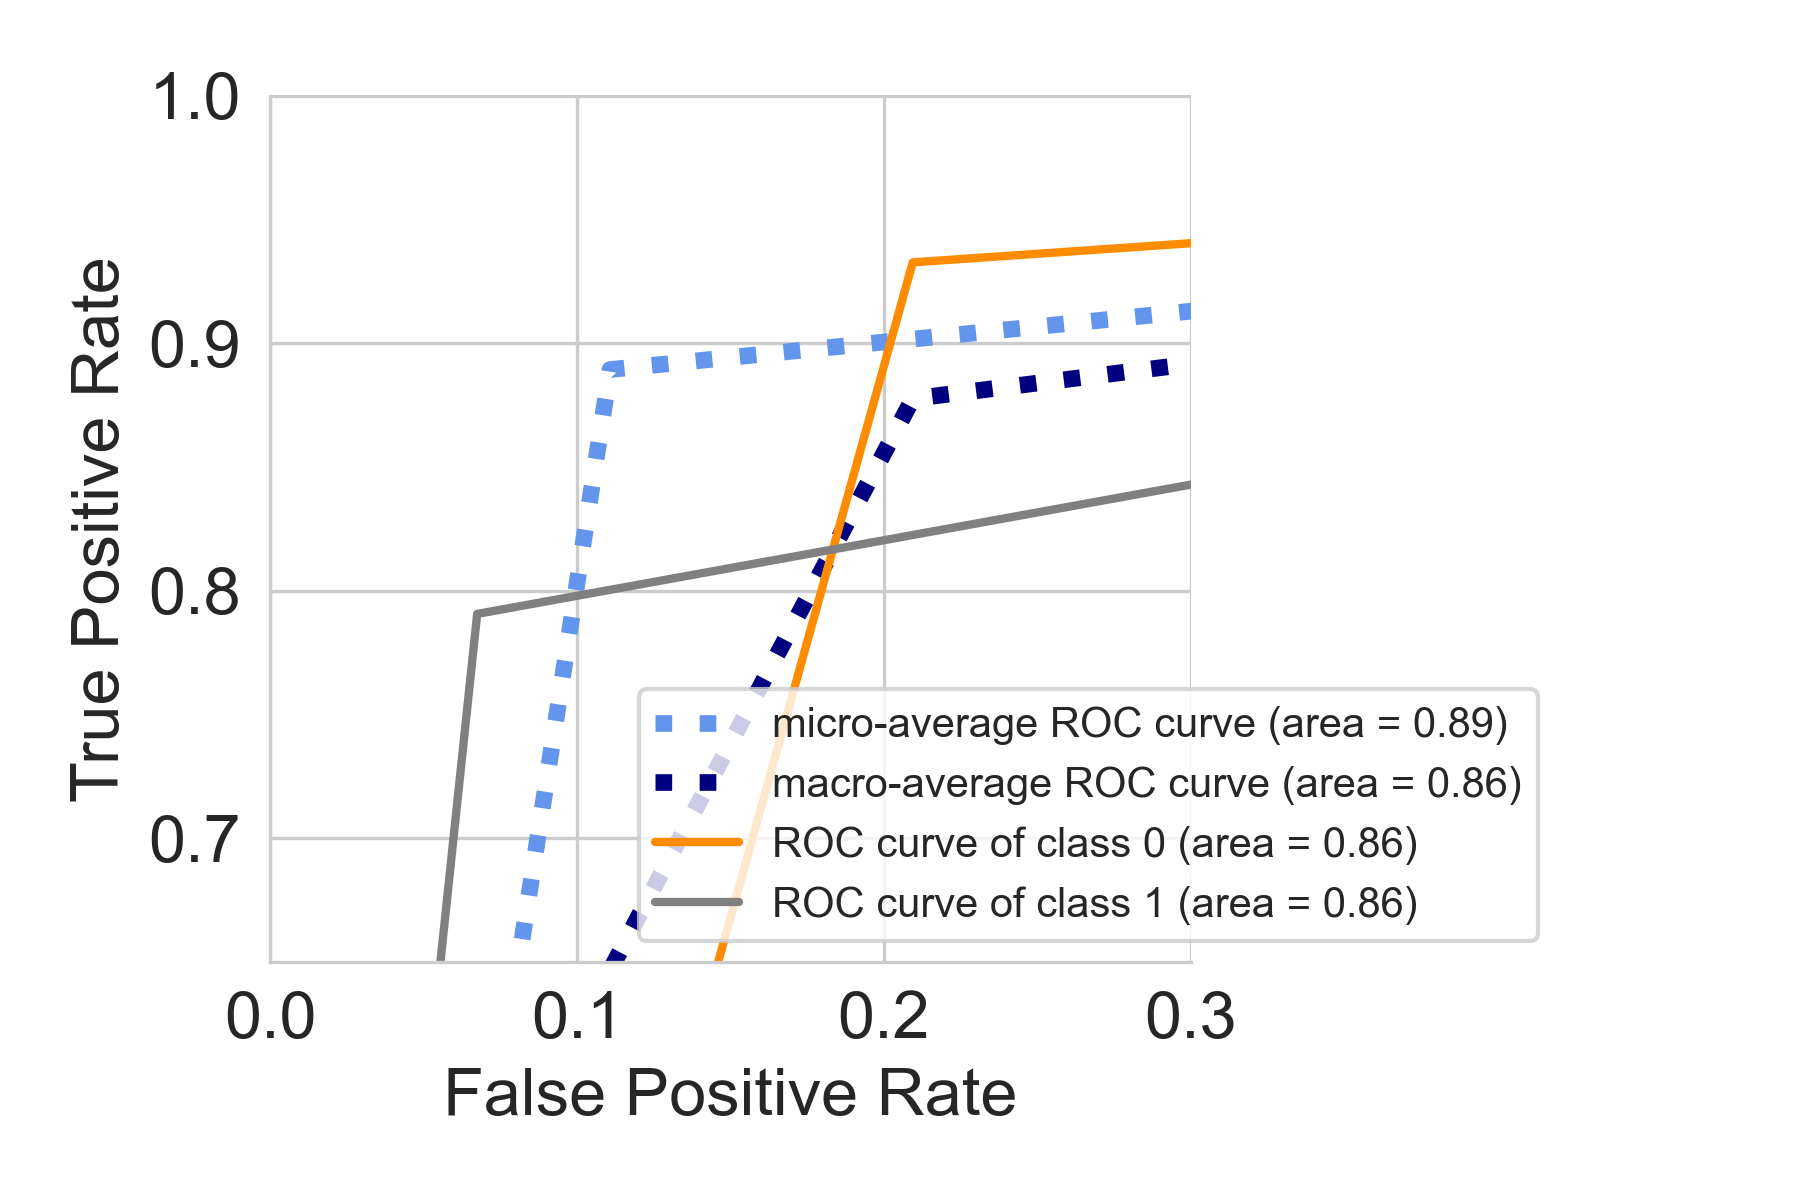 1.0
0.9
0.8
0.7
True Positive Rate
micro-average ROC curve (area = 0.89)
macro-average ROC curve (area = 0.86)
ROC curve of class 0 (area = 0.86)
ROC curve of class 1 (area = 0.86)
0.0 0.1 0.2 0.3
False Positive Rate